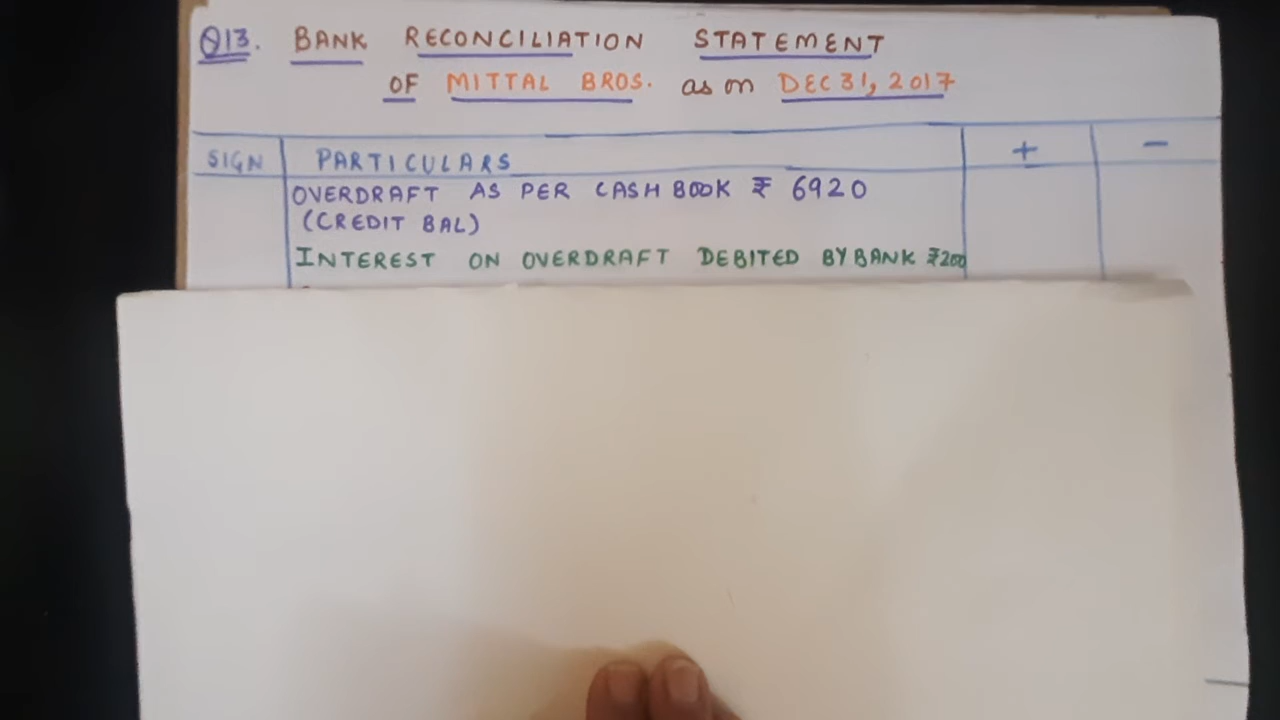 Q13. BANK RECONCILIATION STATEMENT
OF MITTAL BROS. as on DEC 31, 2017
SIGN PARTICULARS + -
OVERDRAFT AS PER CASH BOOK ₹ 6920
(CREDIT BAL)
INTEREST ON OVERDRAFT DEBITED BY BANK ₹200